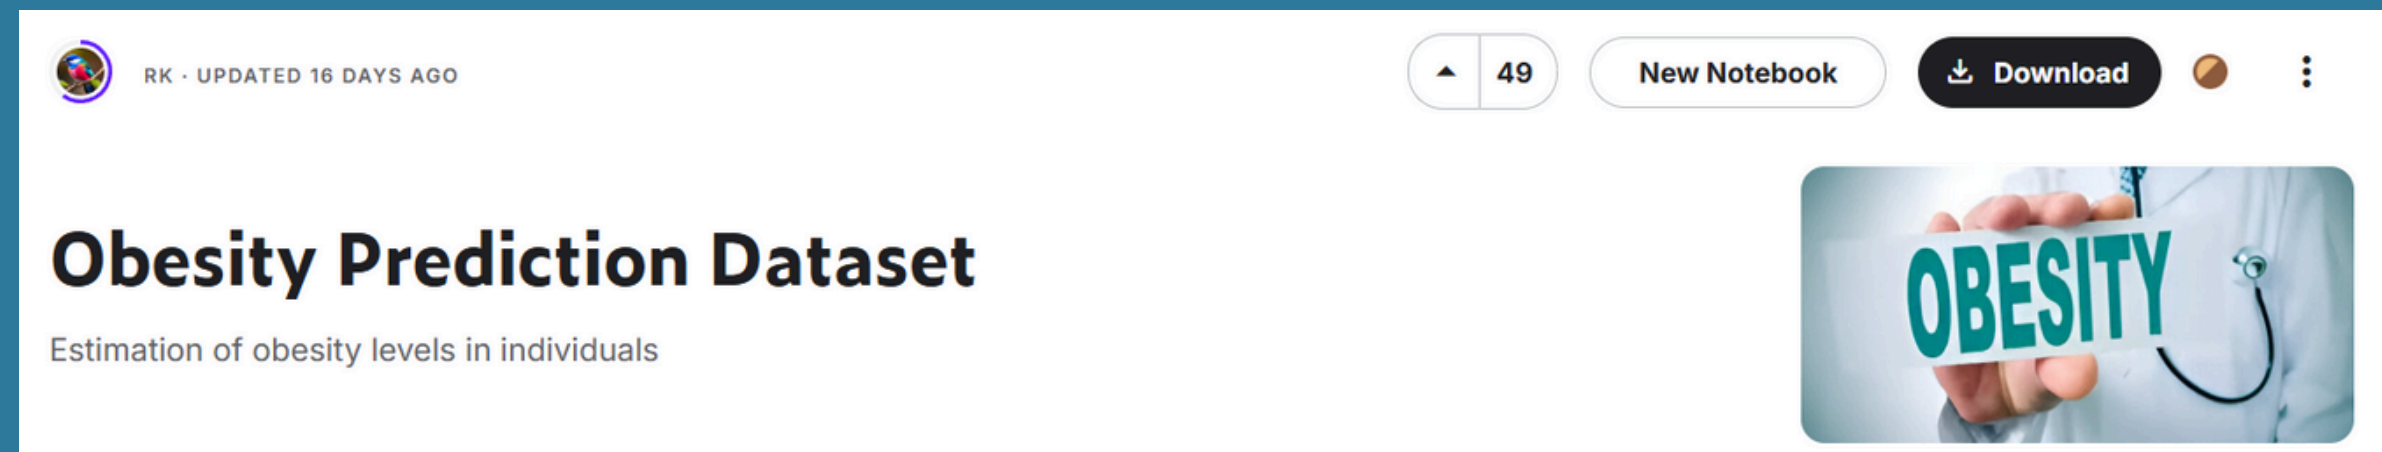 RK · UPDATED 16 DAYS AGO
49
New Notebook
Download
Obesity Prediction Dataset
Estimation of obesity levels in individuals
OBESITY